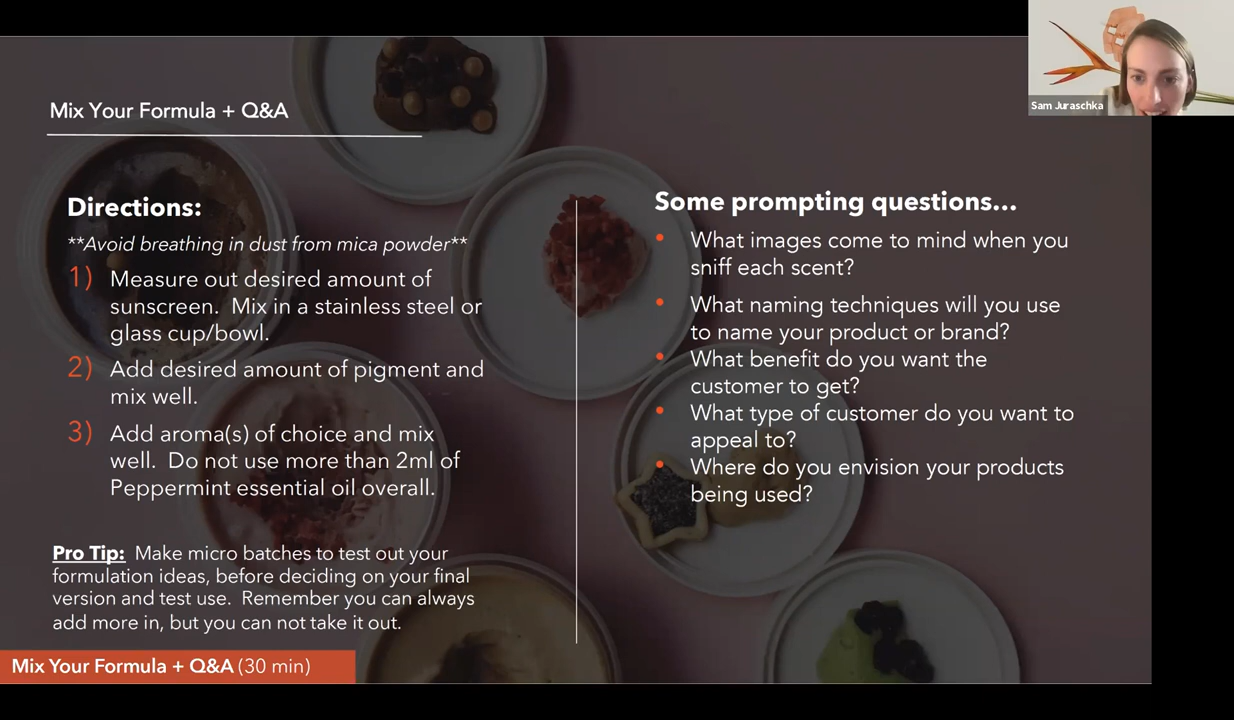 Sam Juraschka
Mix Your Formula + Q&A
Directions:
**Avoid breathing in dust from mica powder**
1) Measure out desired amount of
sunscreen.  Mix in a stainless steel or
glass cup/bowl.
2) Add desired amount of pigment and
mix well.
3) Add aroma(s) of choice and mix
well.  Do not use more than 2ml of
Peppermint essential oil overall.
Pro Tip:  Make micro batches to test out your
formulation ideas, before deciding on your final
version and test use.  Remember you can always
add more in, but you can not take it out.
Some prompting questions...
• What images come to mind when you
sniff each scent?
• What naming techniques will you use
to name your product or brand?
• What benefit do you want the
customer to get?
• What type of customer do you want to
appeal to?
• Where do you envision your products
being used?
Mix Your Formula + Q&A (30 min)